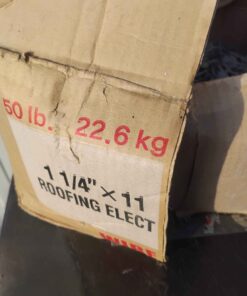 50 lb. 22.6 kg
1 1/4" × 11
ROOFING ELECT